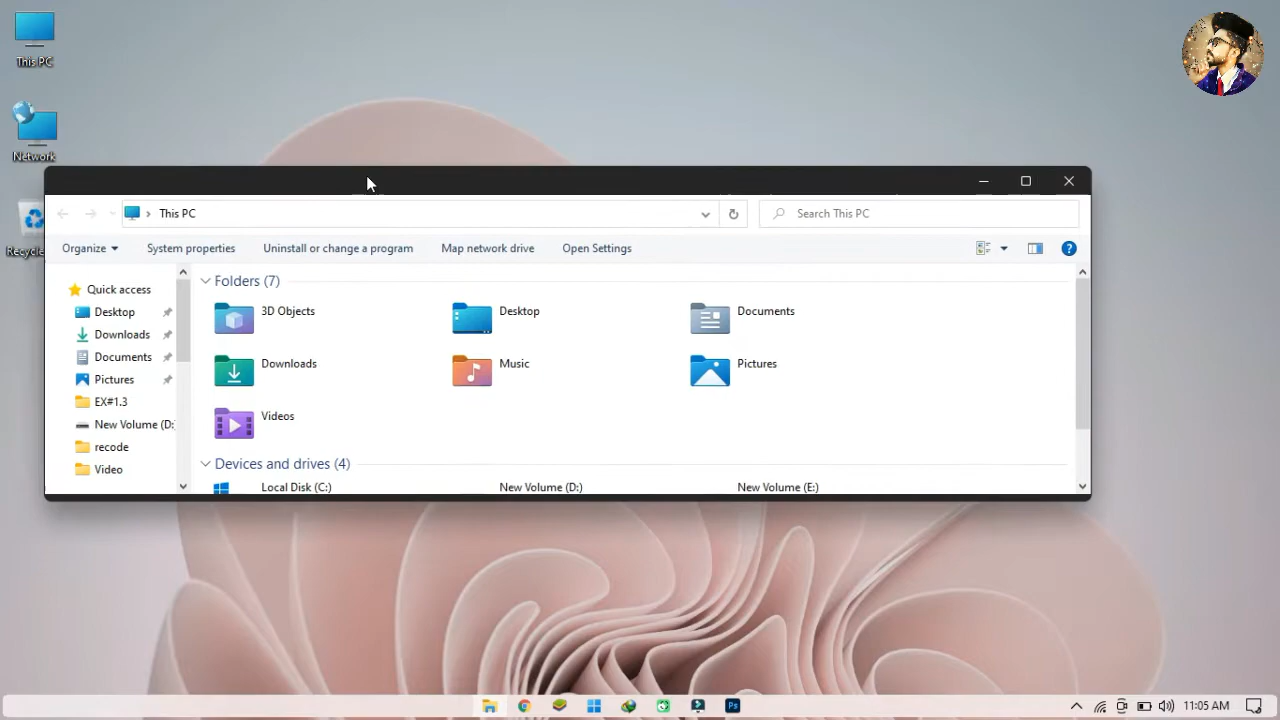 This PC
Network
Recycle
This PC
Search This PC
Organize
System properties
Uninstall or change a program
Map network drive
Open Settings
Quick access
Desktop
Downloads
Documents
Pictures
EX#1.3
New Volume (D:
recode
Video
Folders (7)
3D Objects
Desktop
Documents
Downloads
Music
Pictures
Videos
Devices and drives (4)
Local Disk (C:)
New Volume (D:)
New Volume (E:)
Ps
11:05 AM